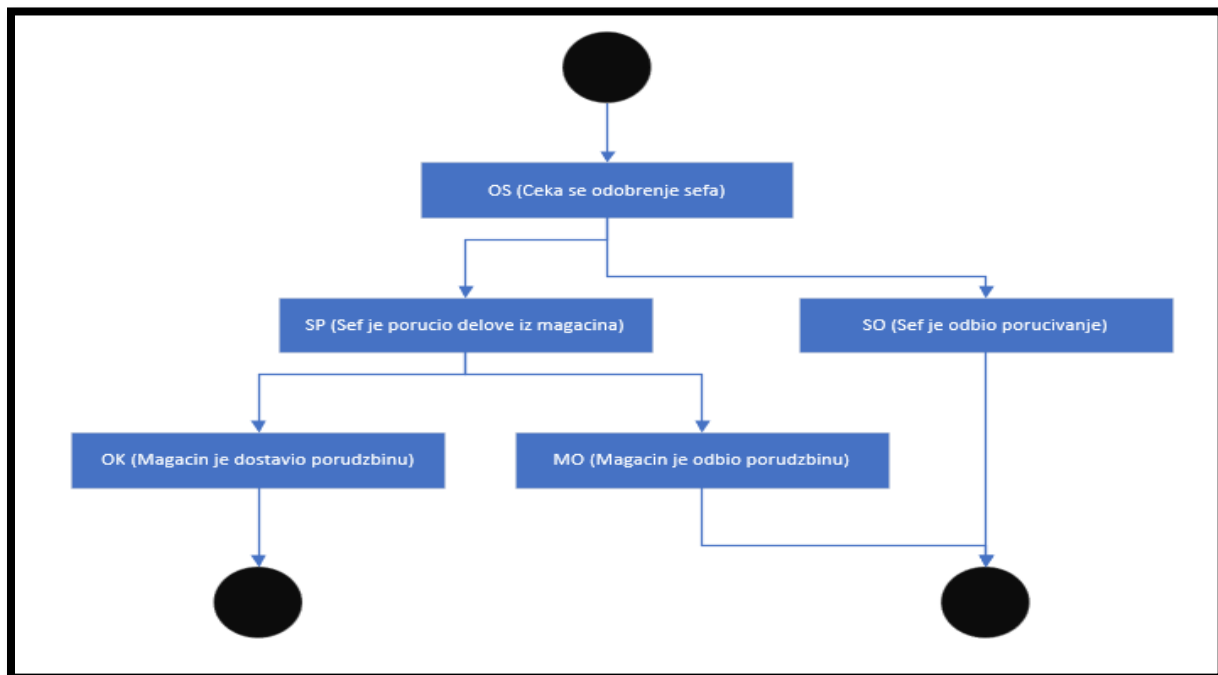 OS (Ceka se odobrenje sefa)
SP (Sef je porucio delove iz magacina)
SO (Sef je odbio porucivanje)
OK (Magacin je dostavio porudzbinu)
MO (Magacin je odbio porudzbinu)